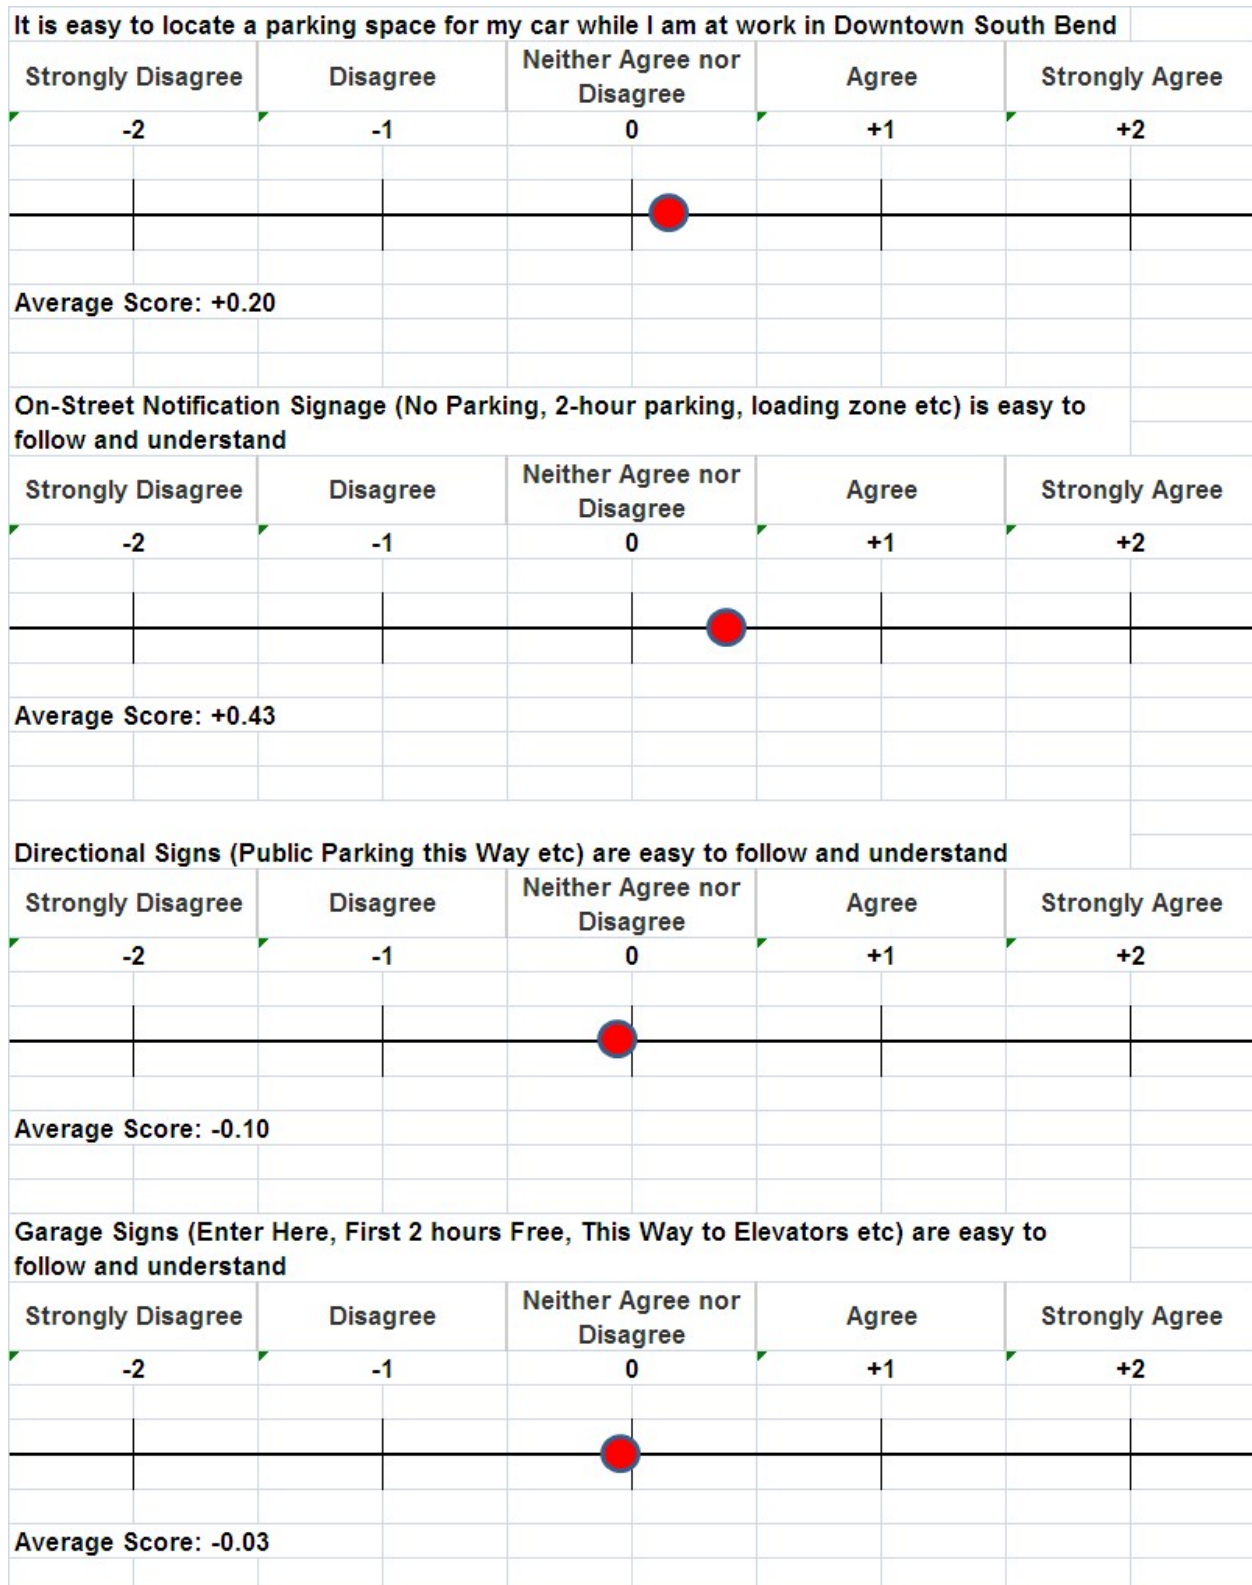 It is easy to locate a parking space for my car while I am at work in Downtown South Bend
Strongly Disagree Disagree Neither Agree nor Disagree Agree Strongly Agree
-2 -1 0 +1 +2
Average Score: +0.20
On-Street Notification Signage (No Parking, 2-hour parking, loading zone etc) is easy to
follow and understand
Strongly Disagree Disagree Neither Agree nor Disagree Agree Strongly Agree
-2 -1 0 +1 +2
Average Score: +0.43
Directional Signs (Public Parking this Way etc) are easy to follow and understand
Strongly Disagree Disagree Neither Agree nor Disagree Agree Strongly Agree
-2 -1 0 +1 +2
Average Score: -0.10
Garage Signs (Enter Here, First 2 hours Free, This Way to Elevators etc) are easy to
follow and understand
Strongly Disagree Disagree Neither Agree nor Disagree Agree Strongly Agree
-2 -1 0 +1 +2
Average Score: -0.03